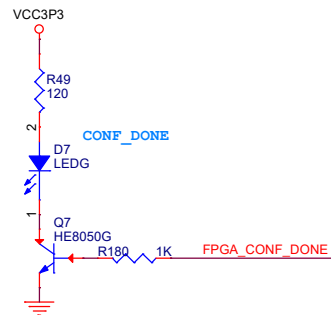 VCC3P3
R49
120
2
CONF_DONE
D7
LEDG
1
Q7
HE8050G
R180 1K FPGA_CONF_DONE